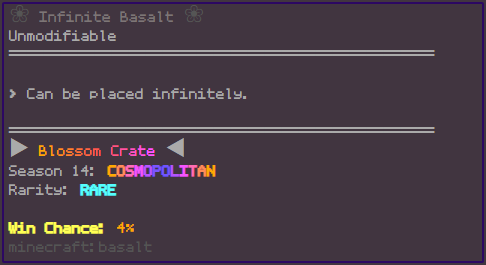 ❀ Infinite Basalt ❀
Unmodifiable
> Can be placed infinitely.
▶ Blossom Crate ◀
Season 14: COSMOPOLITAN
Rarity: RARE
Win Chance: 4%
minecraft:basalt